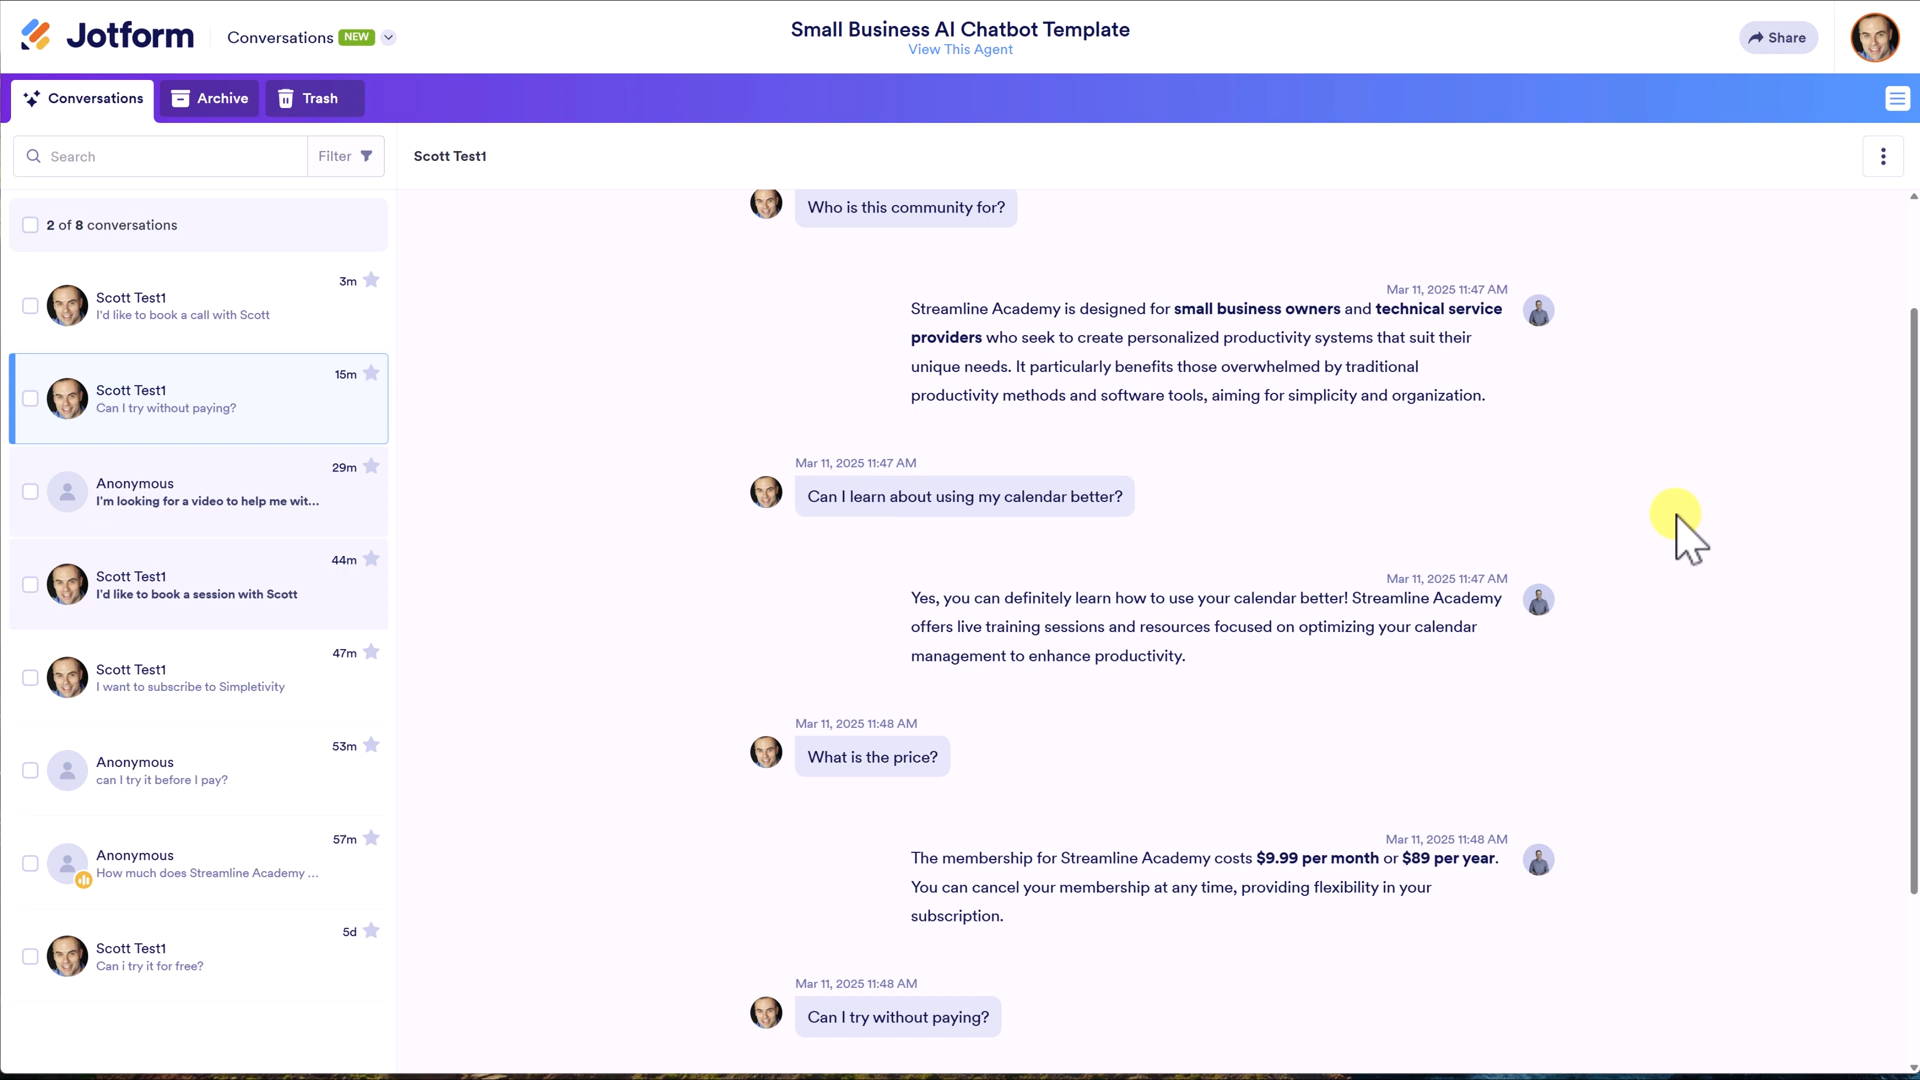 Jotform
Conversations NEW
Small Business AI Chatbot Template
View This Agent
Share
Conversations
Archive
Trash
Search
Filter
Scott Test1
2 of 8 conversations
3m
Scott Test1
I'd like to book a call with Scott
15m
Scott Test1
Can I try without paying?
29m
Anonymous
I'm looking for a video to help me wit...
44m
Scott Test1
I'd like to book a session with Scott
47m
Scott Test1
I want to subscribe to Simpletivity
53m
Anonymous
can I try it before I pay?
57m
Anonymous
How much does Streamline Academy ...
5d
Scott Test1
Can i try it for free?
Who is this community for?
Mar 11, 2025 11:47 AM
Streamline Academy is designed for small business owners and technical service
providers who seek to create personalized productivity systems that suit their
unique needs. It particularly benefits those overwhelmed by traditional
productivity methods and software tools, aiming for simplicity and organization.
Mar 11, 2025 11:47 AM
Can I learn about using my calendar better?
Mar 11, 2025 11:47 AM
Yes, you can definitely learn how to use your calendar better! Streamline Academy
offers live training sessions and resources focused on optimizing your calendar
management to enhance productivity.
Mar 11, 2025 11:48 AM
What is the price?
Mar 11, 2025 11:48 AM
The membership for Streamline Academy costs $9.99 per month or $89 per year.
You can cancel your membership at any time, providing flexibility in your
subscription.
Mar 11, 2025 11:48 AM
Can I try without paying?